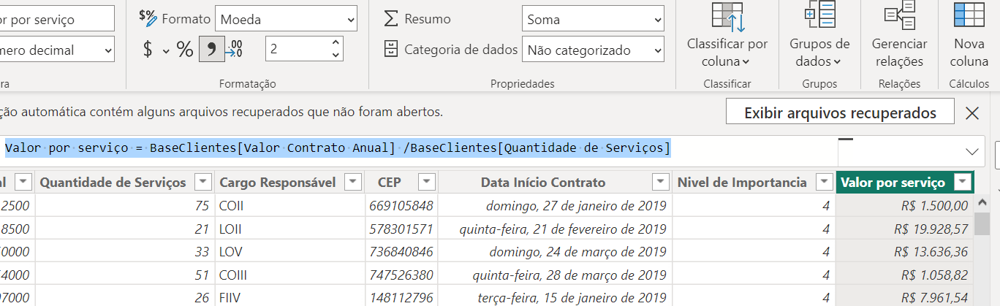 r por serviço
Formato
Moeda
Resumo
Soma
mero decimal
$ % , ,00 →,0
2
Categoria de dados
Não categorizado
Classificar por coluna
Grupos de dados
Gerenciar relações
Nova coluna
ra
Formatação
Propriedades
Classificar
Grupos
Relações
Cálculos
ção automática contém alguns arquivos recuperados que não foram abertos.
Exibir arquivos recuperados
Valor por serviço = BaseClientes[Valor Contrato Anual] /BaseClientes[Quantidade de Serviços]
al Quantidade de Serviços Cargo Responsável CEP Data Início Contrato Nivel de Importancia Valor por serviço
2500 75 COII 669105848 domingo, 27 de janeiro de 2019 4 R$ 1.500,00
8500 21 LOII 578301571 quinta-feira, 21 de fevereiro de 2019 4 R$ 19.928,57
0000 33 LOV 736840846 domingo, 24 de março de 2019 4 R$ 13.636,36
4000 51 COIII 747526380 quinta-feira, 28 de março de 2019 4 R$ 1.058,82
7000 26 FIIV 148112796 terça-feira, 15 de janeiro de 2019 4 R$ 7.961,54